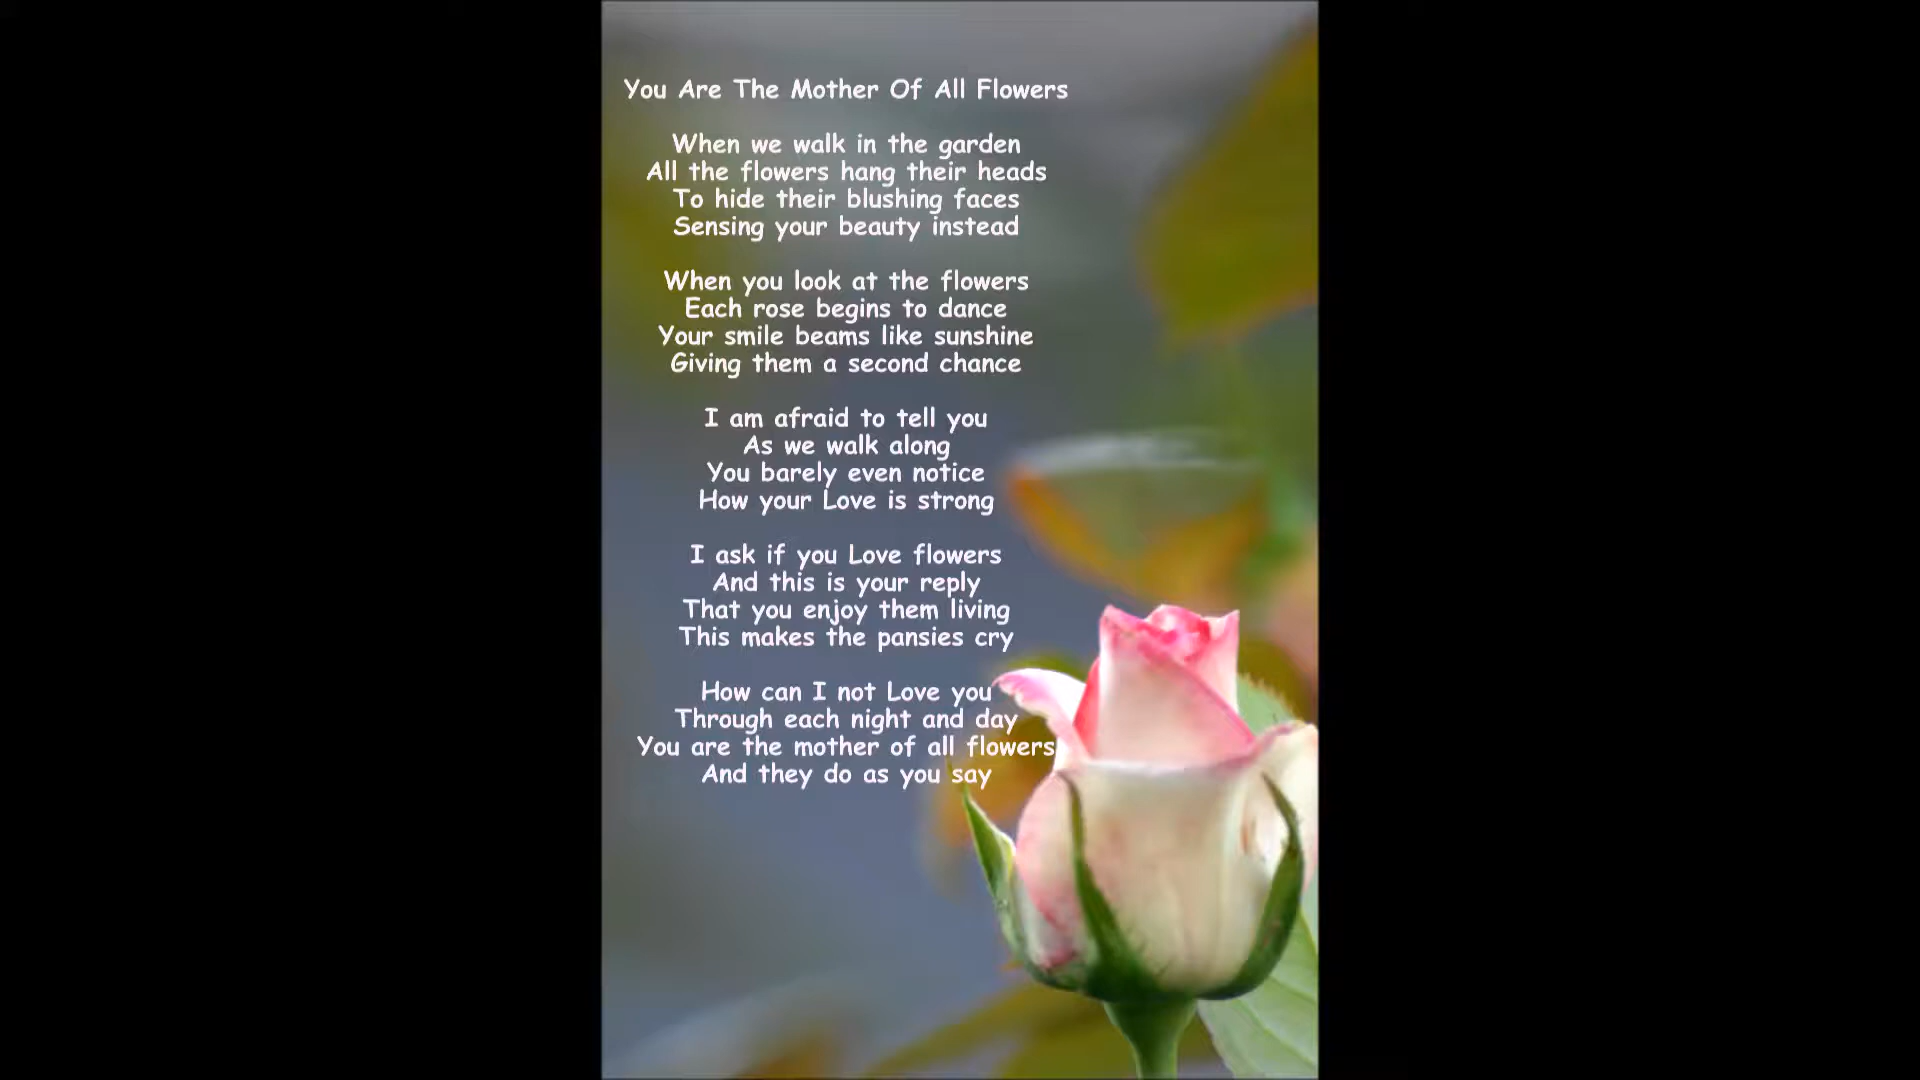 You Are The Mother Of All Flowers
When we walk in the garden
All the flowers hang their heads
To hide their blushing faces
Sensing your beauty instead
When you look at the flowers
Each rose begins to dance
Your smile beams like sunshine
Giving them a second chance
I am afraid to tell you
As we walk along
You barely even notice
How your Love is strong
I ask if you Love flowers
And this is your reply
That you enjoy them living
This makes the pansies cry
How can I not Love you
Through each night and day
You are the mother of all flowers
And they do as you say